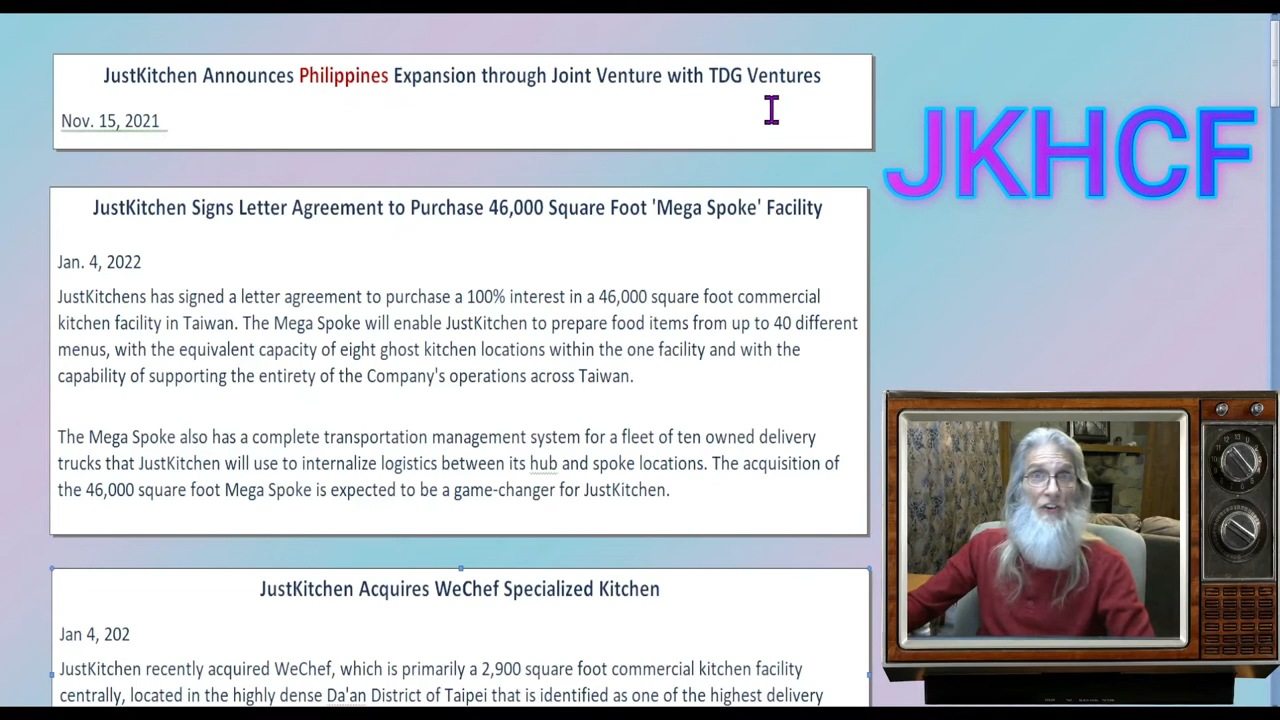 JustKitchen Announces Philippines Expansion through Joint Venture with TDG Ventures
Nov. 15, 2021
JKHCF
JustKitchen Signs Letter Agreement to Purchase 46,000 Square Foot 'Mega Spoke' Facility
Jan. 4, 2022
JustKitchens has signed a letter agreement to purchase a 100% interest in a 46,000 square foot commercial
kitchen facility in Taiwan. The Mega Spoke will enable JustKitchen to prepare food items from up to 40 different
menus, with the equivalent capacity of eight ghost kitchen locations within the one facility and with the
capability of supporting the entirety of the Company's operations across Taiwan.
The Mega Spoke also has a complete transportation management system for a fleet of ten owned delivery
trucks that JustKitchen will use to internalize logistics between its hub and spoke locations. The acquisition of
the 46,000 square foot Mega Spoke is expected to be a game-changer for JustKitchen.
JustKitchen Acquires WeChef Specialized Kitchen
Jan 4, 202
JustKitchen recently acquired WeChef, which is primarily a 2,900 square foot commercial kitchen facility
centrally, located in the highly dense Da'an District of Taipei that is identified as one of the highest delivery